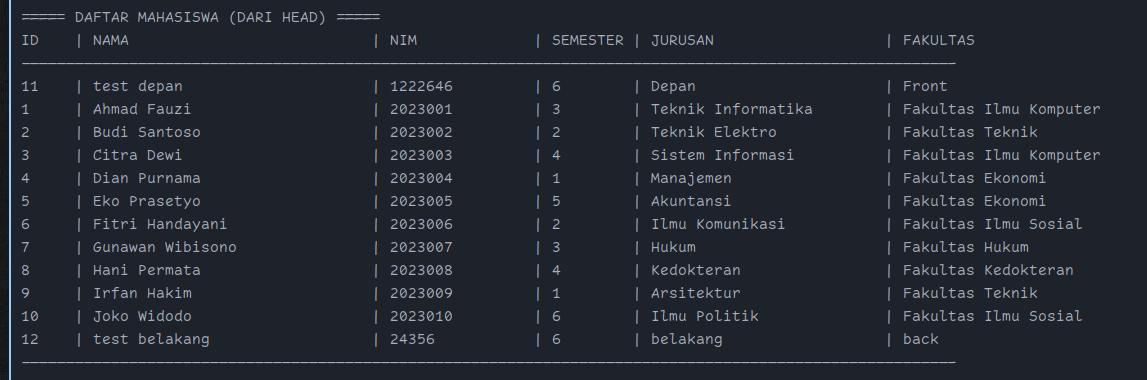 ===== DAFTAR MAHASISWA (DARI HEAD) =====
ID | NAMA | NIM | SEMESTER | JURUSAN | FAKULTAS
11 | test depan | 1222646 | 6 | Depan | Front
1 | Ahmad Fauzi | 2023001 | 3 | Teknik Informatika | Fakultas Ilmu Komputer
2 | Budi Santoso | 2023002 | 2 | Teknik Elektro | Fakultas Teknik
3 | Citra Dewi | 2023003 | 4 | Sistem Informasi | Fakultas Ilmu Komputer
4 | Dian Purnama | 2023004 | 1 | Manajemen | Fakultas Ekonomi
5 | Eko Prasetyo | 2023005 | 5 | Akuntansi | Fakultas Ekonomi
6 | Fitri Handayani | 2023006 | 2 | Ilmu Komunikasi | Fakultas Ilmu Sosial
7 | Gunawan Wibisono | 2023007 | 3 | Hukum | Fakultas Hukum
8 | Hani Permata | 2023008 | 4 | Kedokteran | Fakultas Kedokteran
9 | Irfan Hakim | 2023009 | 1 | Arsitektur | Fakultas Teknik
10 | Joko Widodo | 2023010 | 6 | Ilmu Politik | Fakultas Ilmu Sosial
12 | test belakang | 24356 | 6 | belakang | back